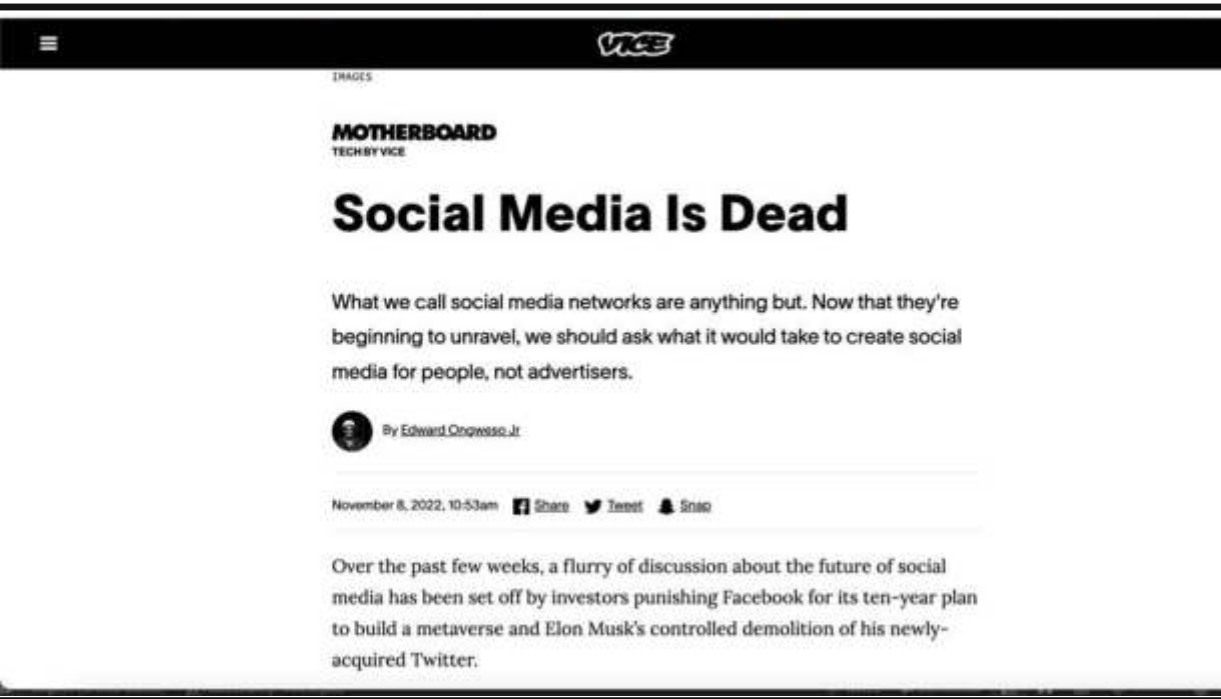 VICE
IMAGES
MOTHERBOARD
TECH BY VICE
Social Media Is Dead
What we call social media networks are anything but. Now that they're
beginning to unravel, we should ask what it would take to create social
media for people, not advertisers.
By Edward Ongweso Jr
November 8, 2022, 10:53am Share Tweet Snap
Over the past few weeks, a flurry of discussion about the future of social
media has been set off by investors punishing Facebook for its ten-year plan
to build a metaverse and Elon Musk's controlled demolition of his newly-
acquired Twitter.